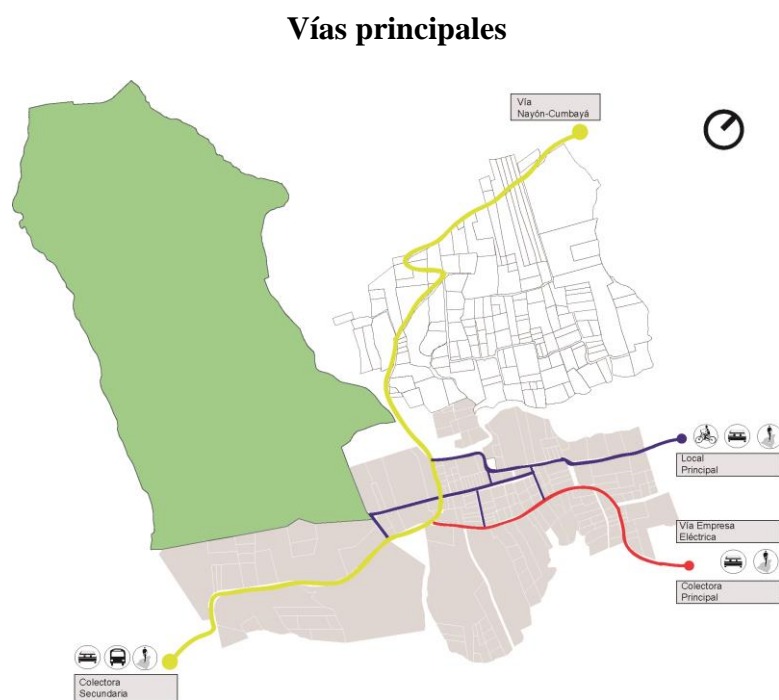 Vías principales
Vía
Nayón-Cumbayá
Local
Principal
Vía Empresa
Eléctrica
Colectora
Principal
Colectora
Secundaria